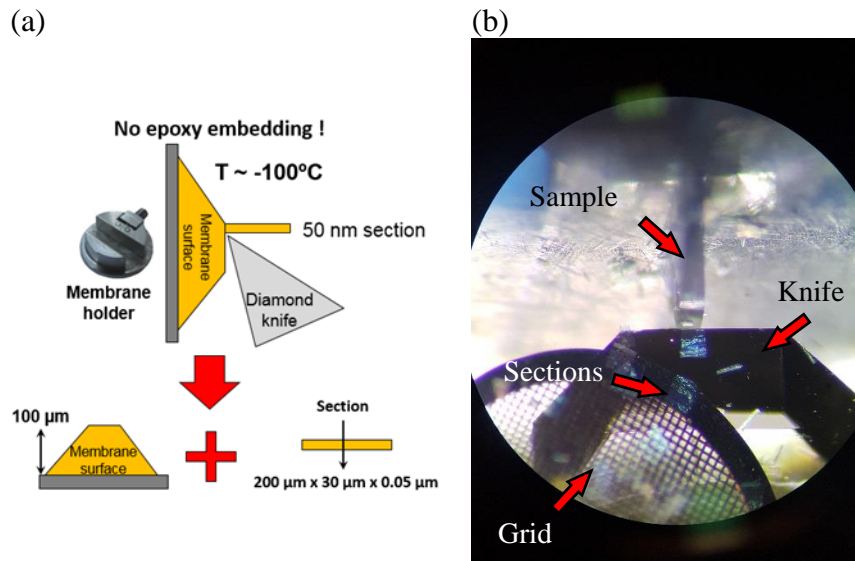 (a)
No epoxy embedding !
T ~ -100ºC
Membrane
surface
50 nm section
Diamond
knife
Membrane
holder
100 µm
Membrane
surface
Section
200 µm x 30 µm x 0.05 µm
(b)
Sample
Knife
Sections
Grid